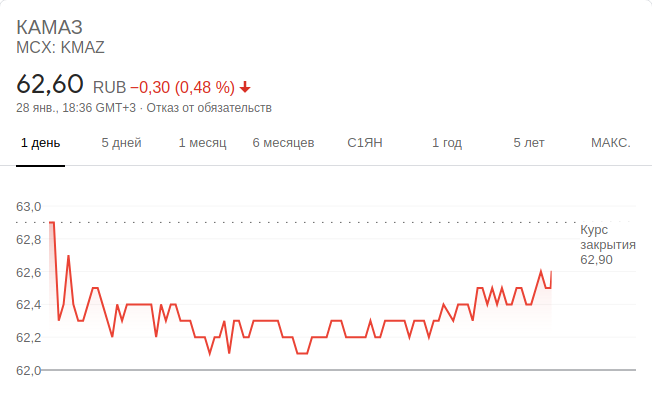 КАМАЗ
MCX: KMAZ
62,60 RUB −0,30 (0,48 %)
28 янв., 18:36 GMT+3 · Отказ от обязательств
1 день 5 дней 1 месяц 6 месяцев С1ЯН 1 год 5 лет МАКС.
63,0
62,8
62,6
62,4
62,2
62,0
Курс
закрытия
62,90